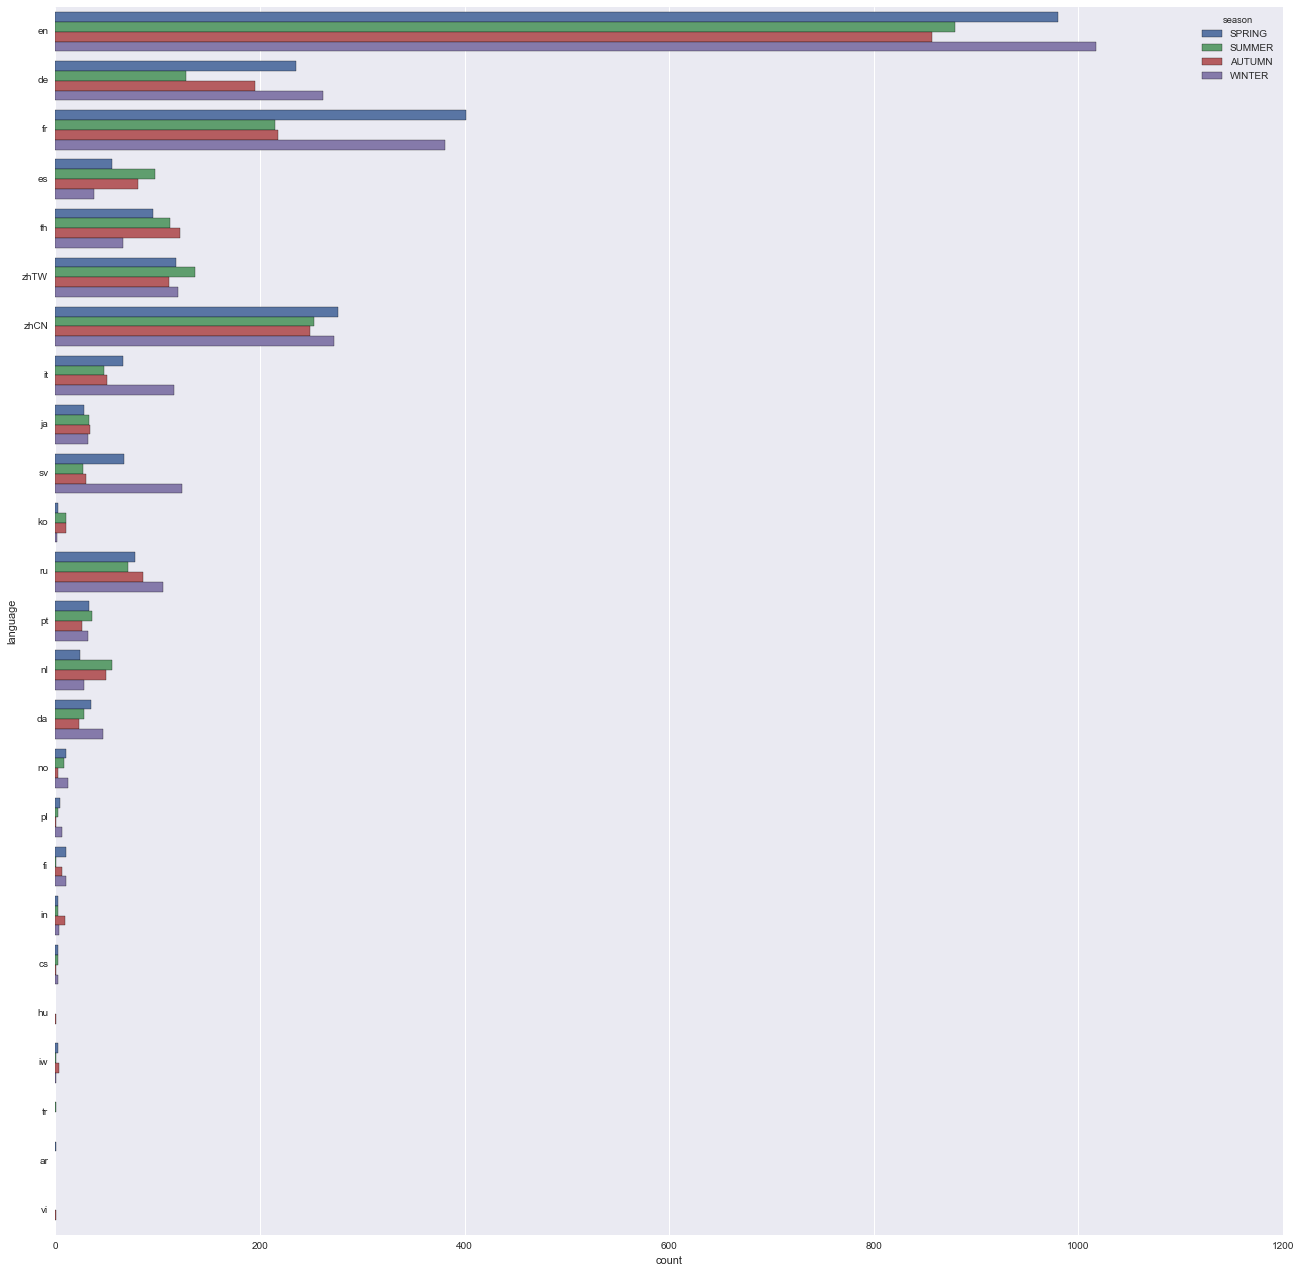 season
SPRING
SUMMER
AUTUMN
WINTER
language
en
de
fr
es
th
zhTW
zhCN
it
ja
sv
ko
ru
pt
nl
da
no
pl
fi
in
cs
hu
iw
tr
ar
vi
0 200 400 600 800 1000 1200
count